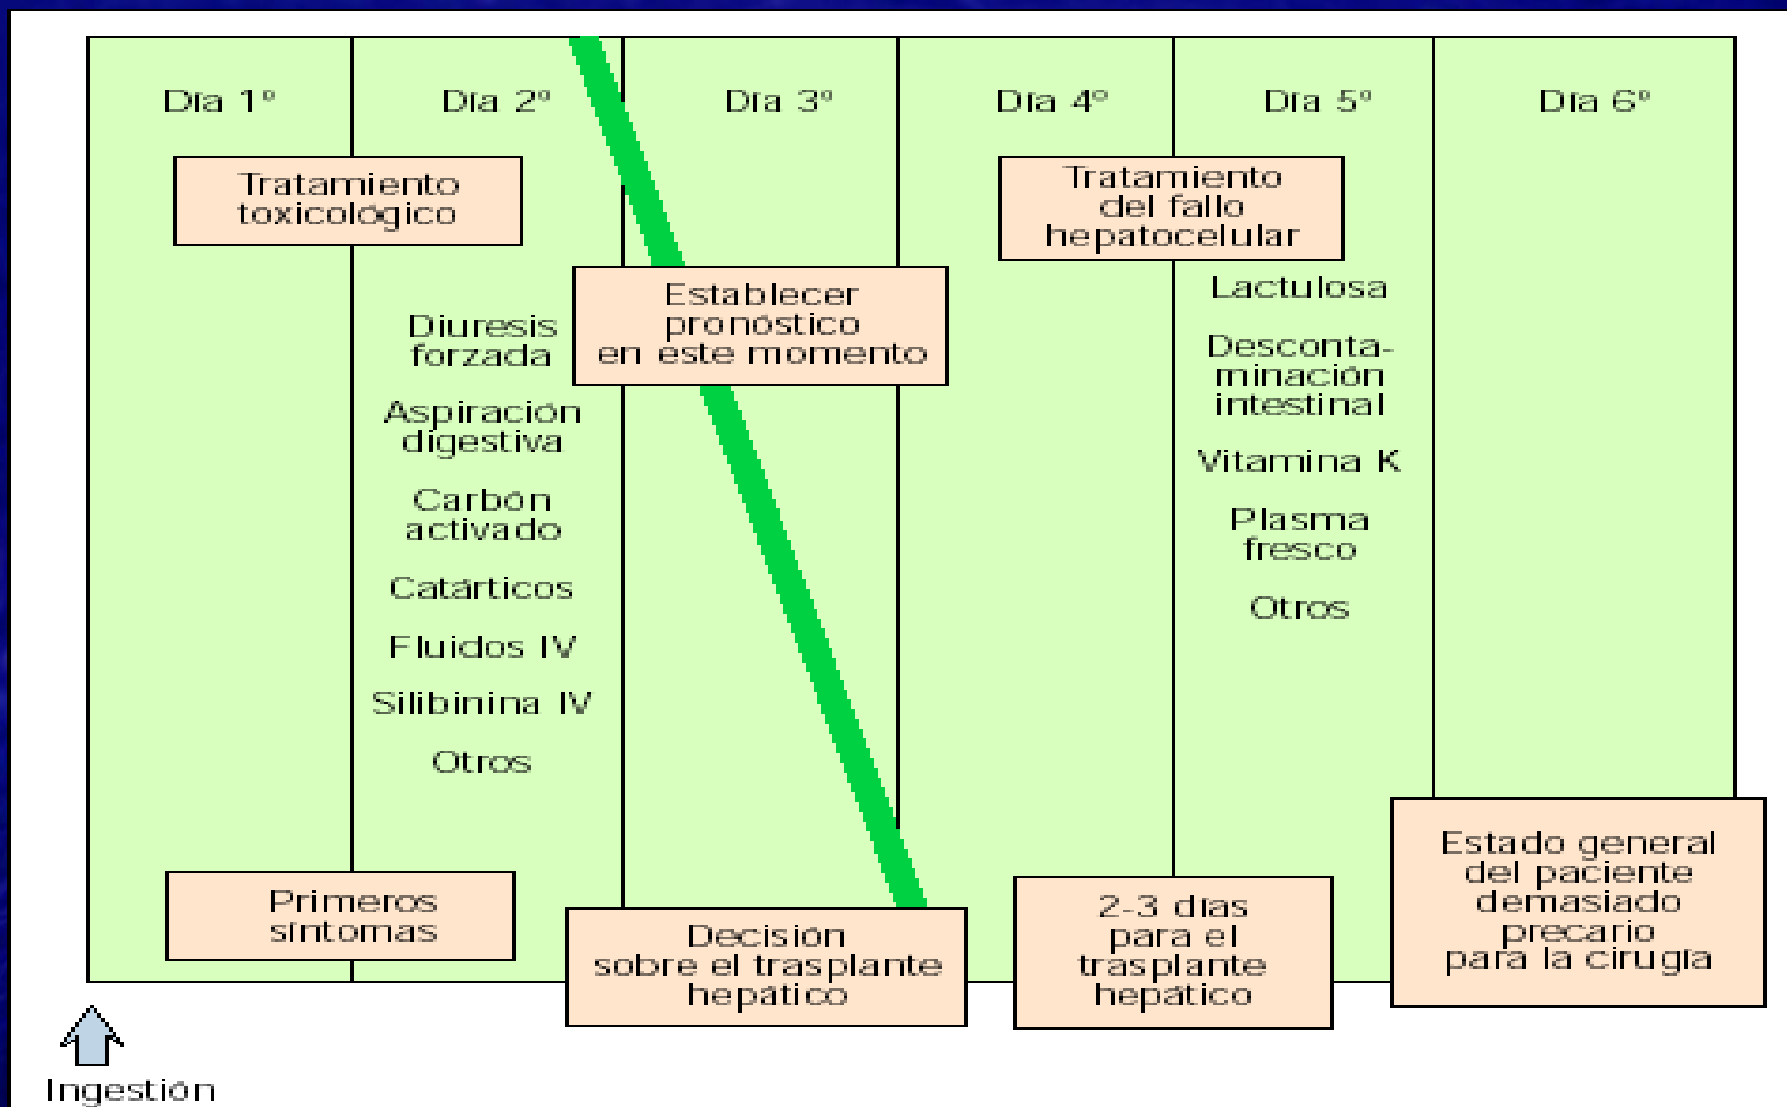 Día 1º
Día 2º
Día 3º
Día 4º
Día 5º
Día 6º
Tratamiento
toxicológico
Diuresis
forzada
Aspiración
digestiva
Carbón
activado
Catárticos
Fluidos IV
Silibinina IV
Otros
Establecer
pronóstico
en este momento
Tratamiento
del fallo
hepatocelular
Lactulosa
Desconta-
minación
intestinal
Vitamina K
Plasma
fresco
Otros
Primeros
síntomas
Decisión
sobre el trasplante
hepático
2-3 días
para el
trasplante
hepático
Estado general
del paciente
demasiado
precario
para la cirugía
Ingestión